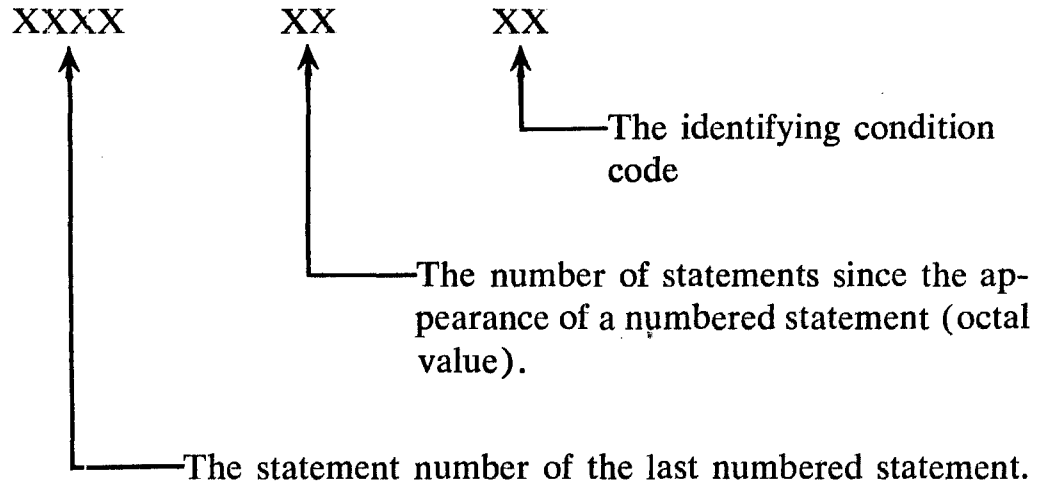 XXXX XX XX
The identifying condition
code
The number of statements since the ap-
pearance of a numbered statement (octal
value).
The statement number of the last numbered statement.